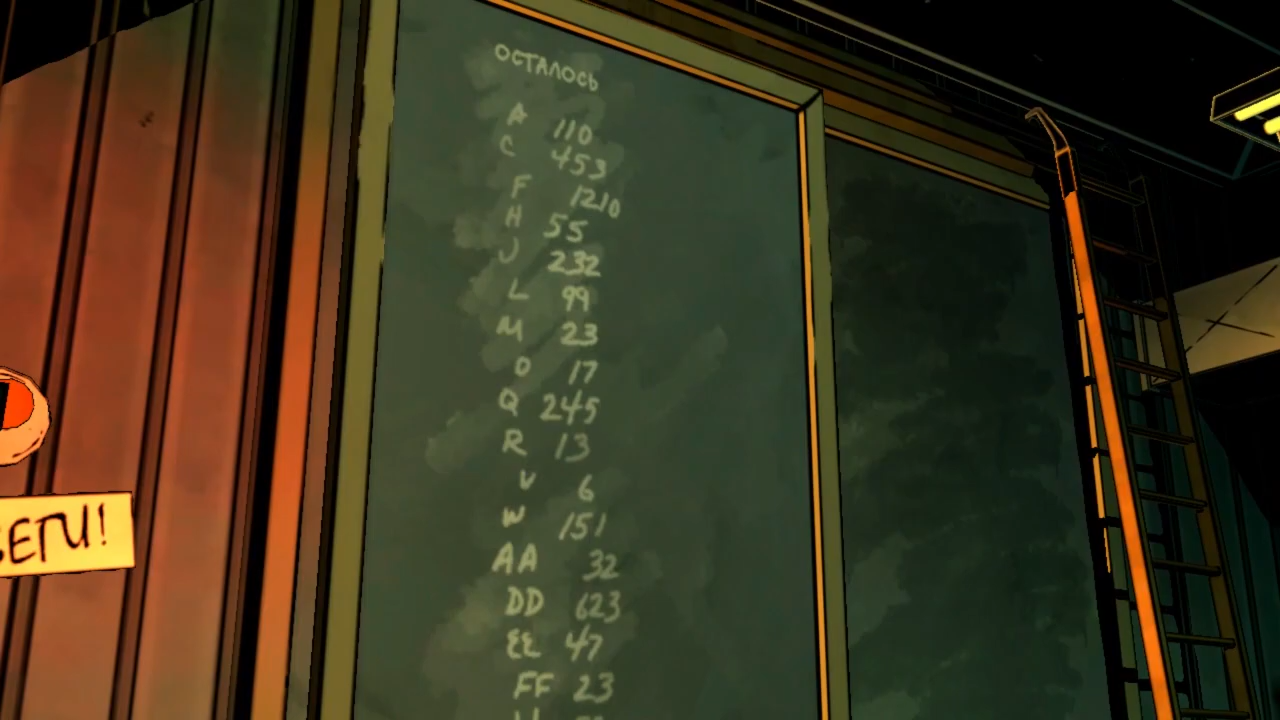 ОСТАЛОСЬ
A 110
C 453
F 1210
H 55
J 232
L 99
M 23
O 17
Q 245
R 13
V 6
W 151
AA 32
DD 623
EE 47
FF 23